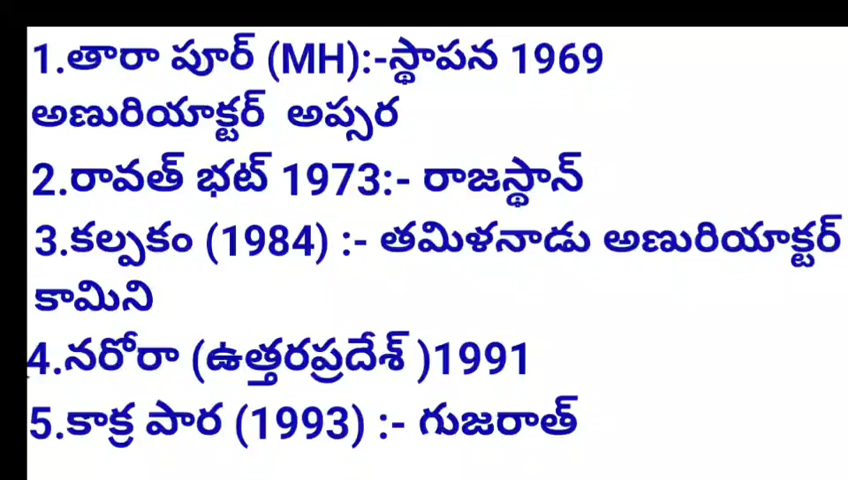 1.తారా పూర్ (MH):-స్థాపన 1969
అణురియాక్టర్ అప్సర
2.రావత్ భట్ 1973:- రాజస్థాన్
3.కల్పకం (1984) :- తమిళనాడు అణురియాక్టర్
కామిని
4.నరోరా (ఉత్తరప్రదేశ్ )1991
5.కాక్ర పార (1993) :- గుజరాత్